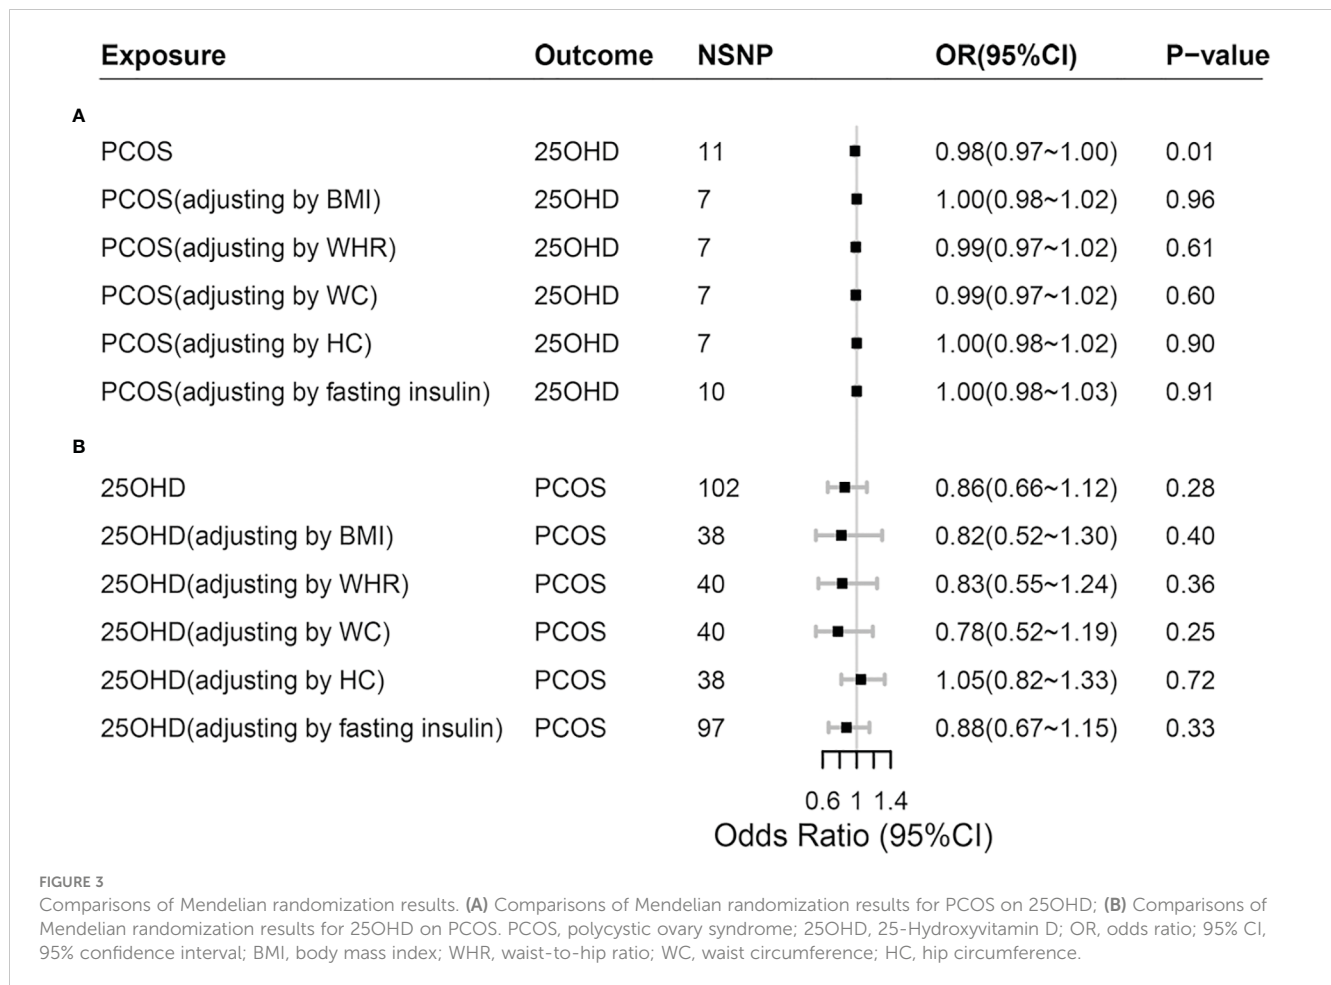 Exposure Outcome NSNP OR(95%CI) P−value
A
PCOS 25OHD 11 0.98(0.97~1.00) 0.01
PCOS(adjusting by BMI) 25OHD 7 1.00(0.98~1.02) 0.96
PCOS(adjusting by WHR) 25OHD 7 0.99(0.97~1.02) 0.61
PCOS(adjusting by WC) 25OHD 7 0.99(0.97~1.02) 0.60
PCOS(adjusting by HC) 25OHD 7 1.00(0.98~1.02) 0.90
PCOS(adjusting by fasting insulin) 25OHD 10 1.00(0.98~1.03) 0.91
B
25OHD PCOS 102 0.86(0.66~1.12) 0.28
25OHD(adjusting by BMI) PCOS 38 0.82(0.52~1.30) 0.40
25OHD(adjusting by WHR) PCOS 40 0.83(0.55~1.24) 0.36
25OHD(adjusting by WC) PCOS 40 0.78(0.52~1.19) 0.25
25OHD(adjusting by HC) PCOS 38 1.05(0.82~1.33) 0.72
25OHD(adjusting by fasting insulin) PCOS 97 0.88(0.67~1.15) 0.33
0.6 1 1.4
Odds Ratio (95%CI)
FIGURE 3
Comparisons of Mendelian randomization results. (A) Comparisons of Mendelian randomization results for PCOS on 25OHD; (B) Comparisons of
Mendelian randomization results for 25OHD on PCOS. PCOS, polycystic ovary syndrome; 25OHD, 25-Hydroxyvitamin D; OR, odds ratio; 95% CI,
95% confidence interval; BMI, body mass index; WHR, waist-to-hip ratio; WC, waist circumference; HC, hip circumference.